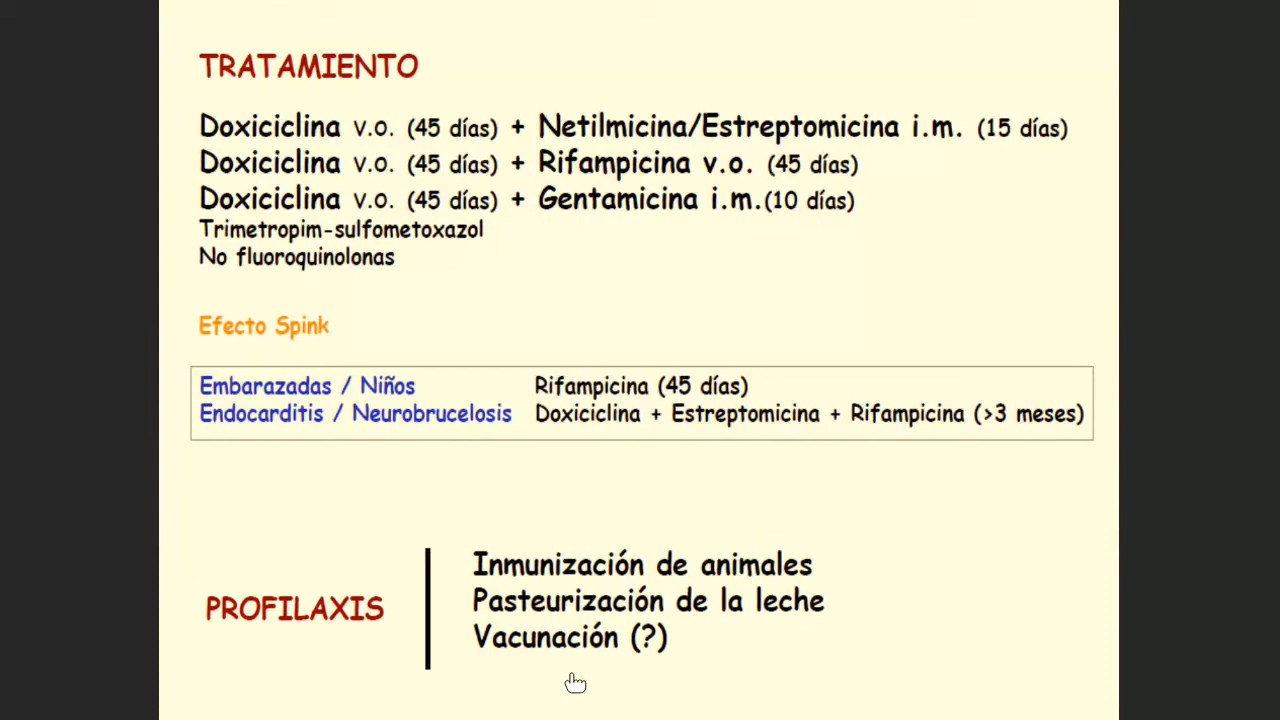 TRATAMIENTO
Doxiciclina v.o. (45 días) + Netilmicina/Estreptomicina i.m. (15 días)
Doxiciclina v.o. (45 días) + Rifampicina v.o. (45 días)
Doxiciclina v.o. (45 días) + Gentamicina i.m.(10 días)
Trimetropim-sulfometoxazol
No fluoroquinolonas
Efecto Spink
Embarazadas / Niños Rifampicina (45 días)
Endocarditis / Neurobrucelosis Doxiciclina + Estreptomicina + Rifampicina (>3 meses)
PROFILAXIS
Inmunización de animales
Pasteurización de la leche
Vacunación (?)